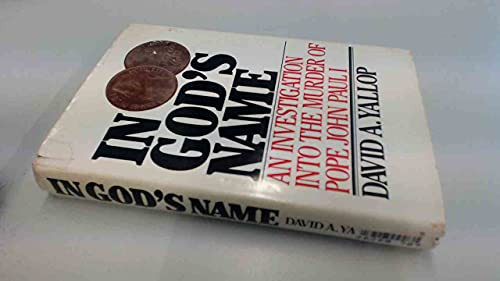 IN
GOD'S
NAME
AN INVESTIGATION
INTO THE MURDER OF
POPE JOHN PAUL I
DAVID A. YALLOP
IN GOD'S NAME DAVID A. YA